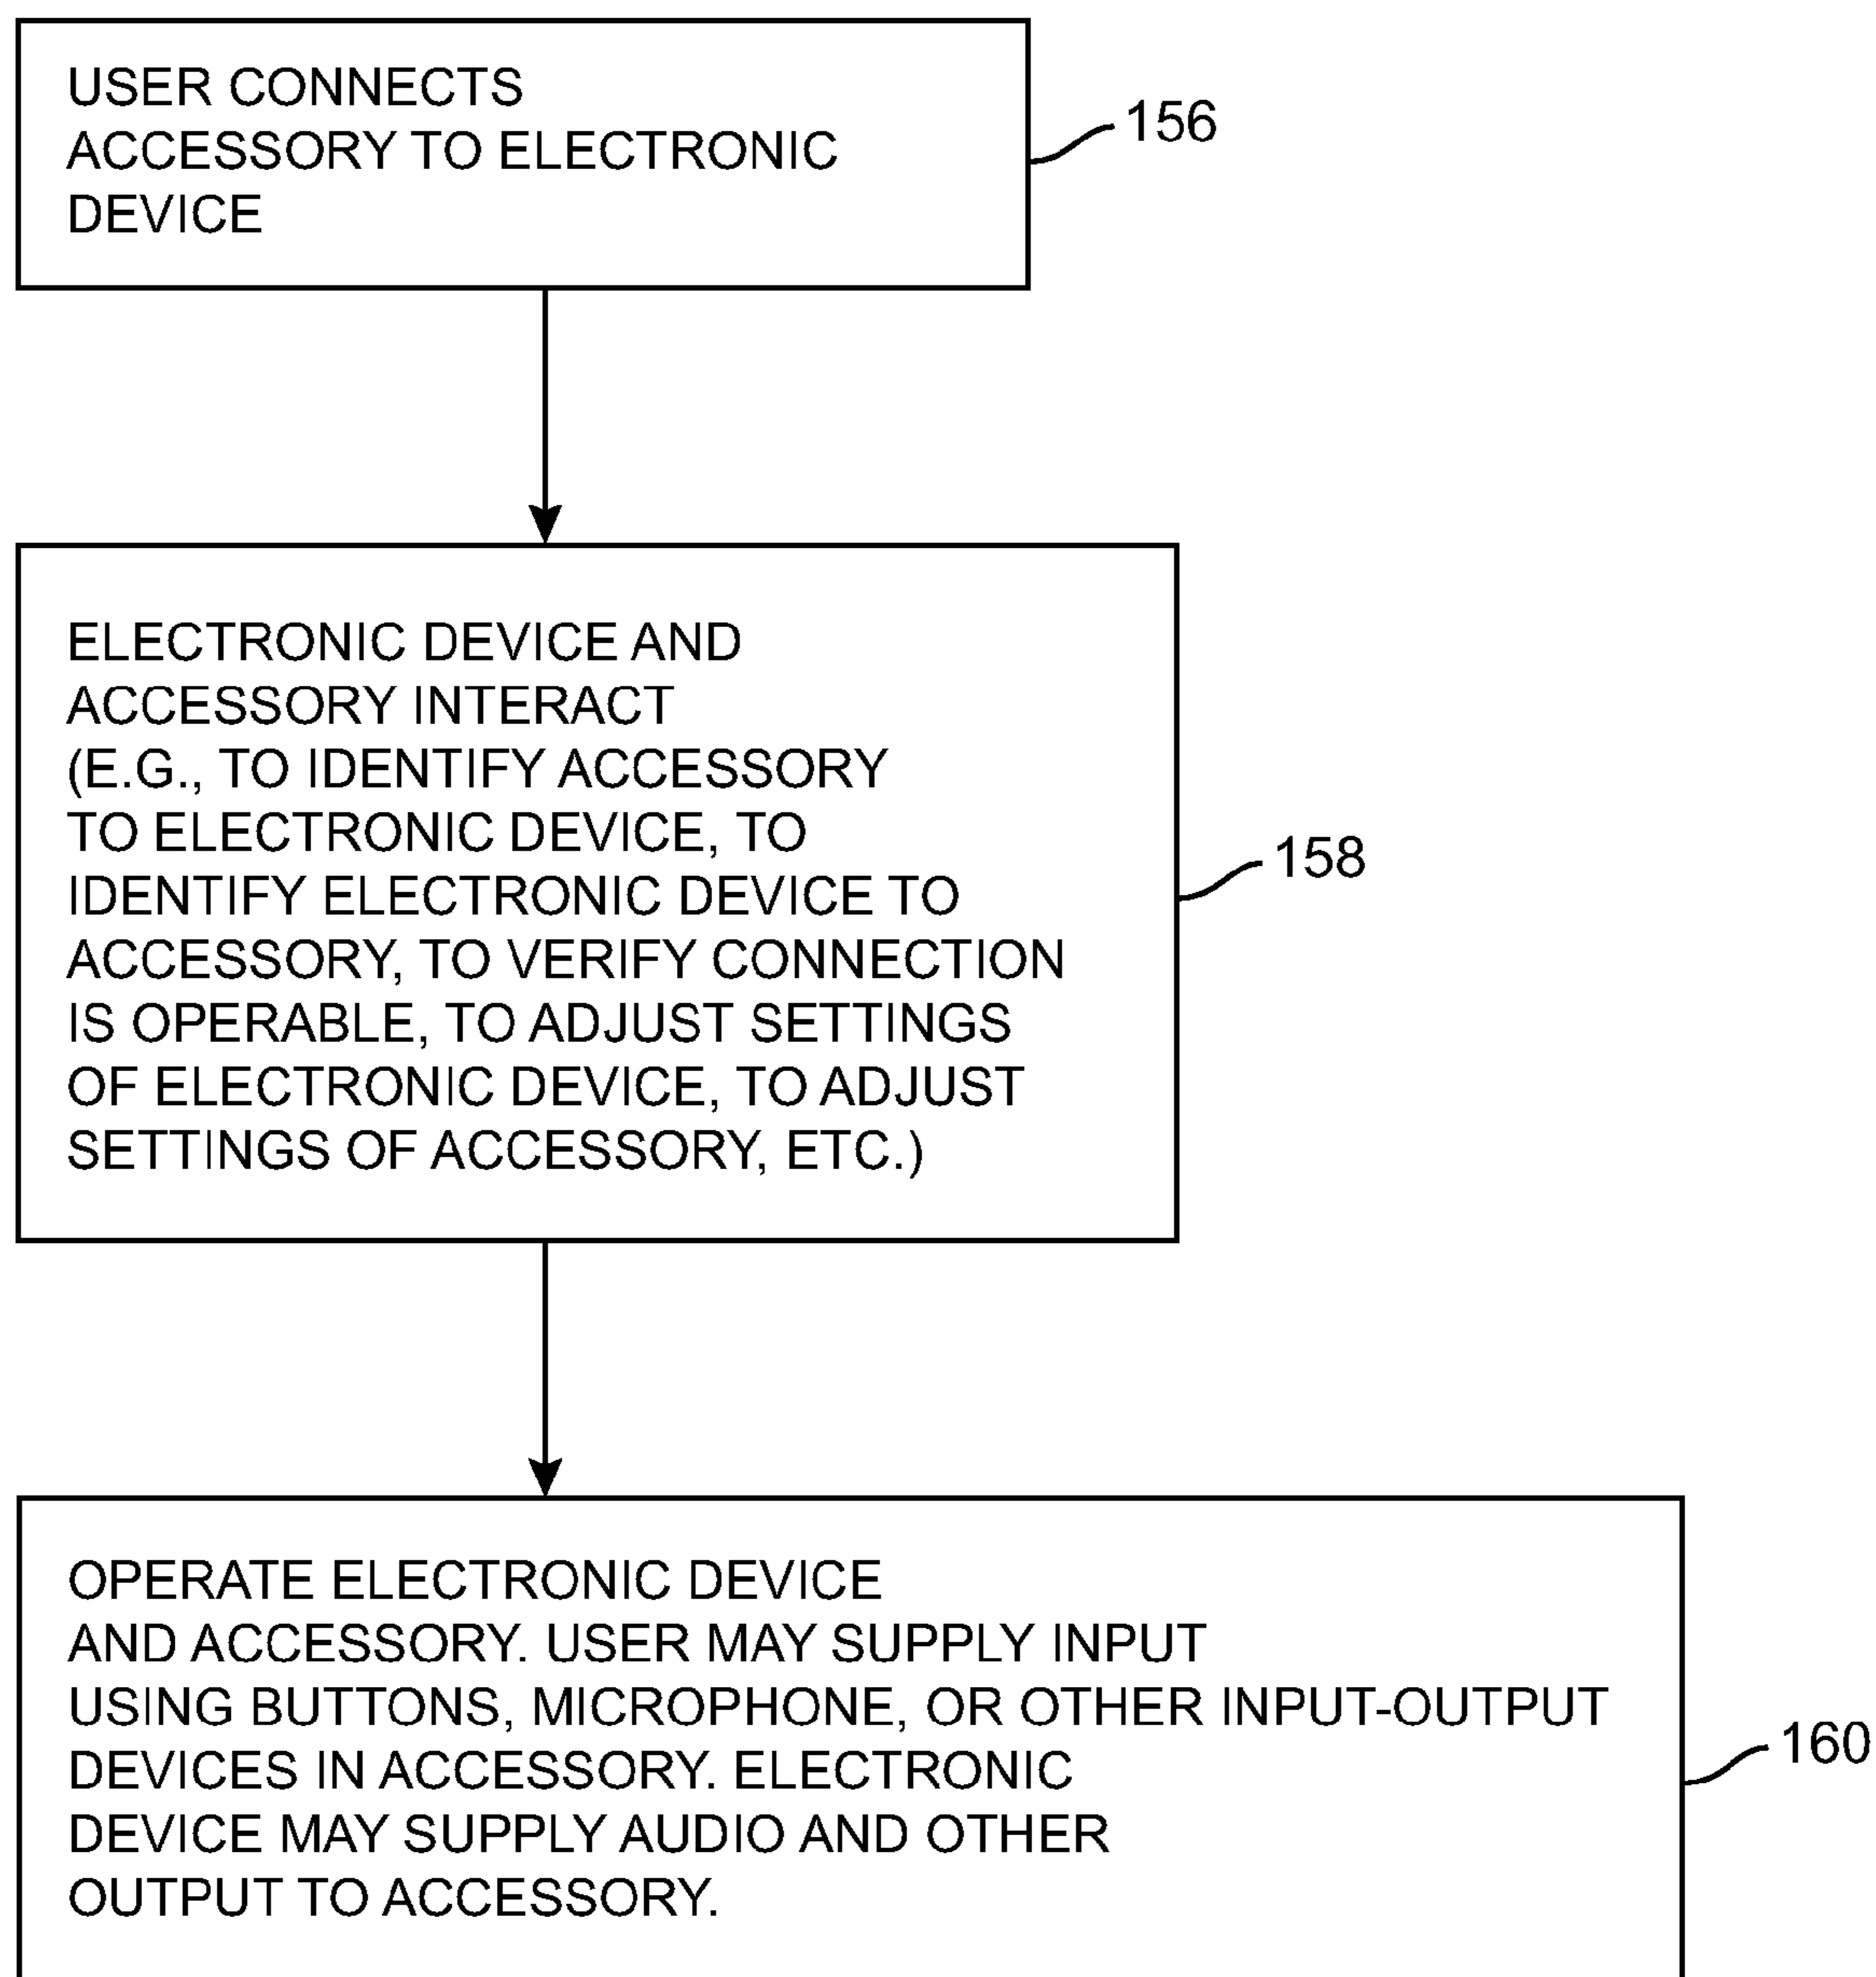 USER CONNECTS
ACCESSORY TO ELECTRONIC
DEVICE
156
ELECTRONIC DEVICE AND
ACCESSORY INTERACT
(E.G., TO IDENTIFY ACCESSORY
TO ELECTRONIC DEVICE, TO
IDENTIFY ELECTRONIC DEVICE TO
ACCESSORY, TO VERIFY CONNECTION
IS OPERABLE, TO ADJUST SETTINGS
OF ELECTRONIC DEVICE, TO ADJUST
SETTINGS OF ACCESSORY, ETC.)
158
OPERATE ELECTRONIC DEVICE
AND ACCESSORY. USER MAY SUPPLY INPUT
USING BUTTONS, MICROPHONE, OR OTHER INPUT-OUTPUT
DEVICES IN ACCESSORY. ELECTRONIC
DEVICE MAY SUPPLY AUDIO AND OTHER
OUTPUT TO ACCESSORY.
160